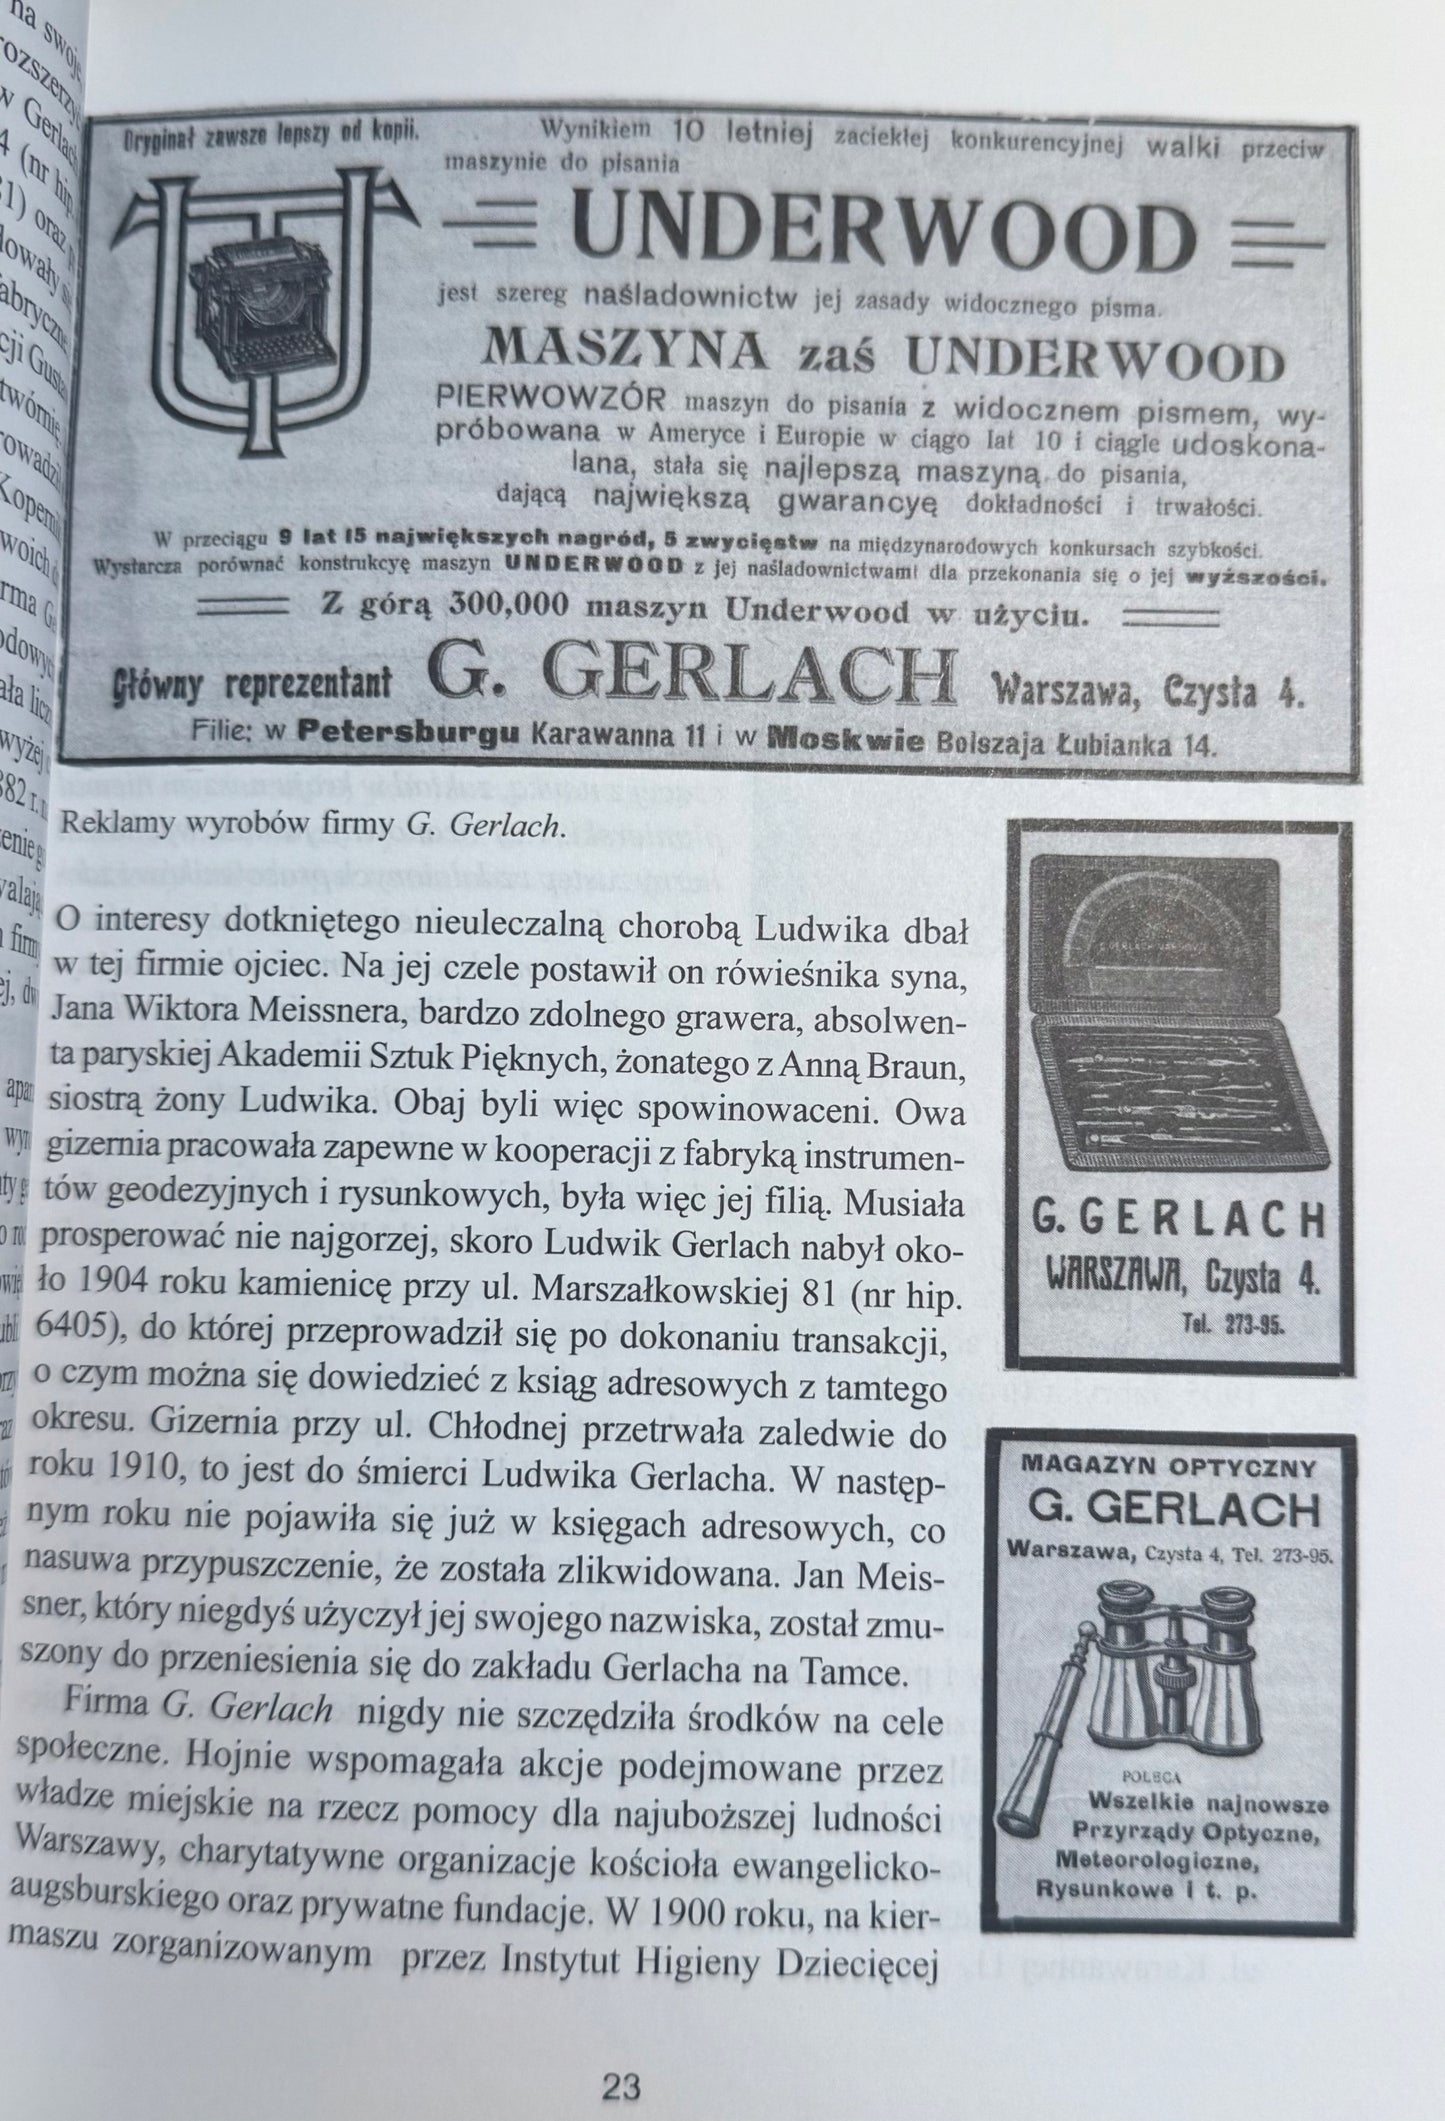 Oryginał zawsze lepszy od kopii.
Wynikiem 10 letniej zaciekłej konkurencyjnej walki przeciw
maszynie do pisania
UNDERWOOD
jest szereg naśladownictw jej zasady widocznego pisma.
MASZYNA zaś UNDERWOOD
PIERWOWZÓR maszyn do pisania z widocznem pismem, wy-
próbowana w Ameryce i Europie w ciągo lat 10 i ciągle udoskona-
lana, stała się najlepszą maszyną do pisania,
dającą największą gwarancyę dokładności i trwałości.
W przeciągu 9 lat 15 największych nagród, 5 zwycięstw na międzynarodowych konkursach szybkości.
Wystarcza porównać konstrukcyę maszyn UNDERWOOD z jej naśladownictwami dla przekonania się o jej wyższości.
Z górą 300,000 maszyn Underwood w użyciu.
Główny reprezentant G. GERLACH Warszawa, Czysta 4.
Filie: w Petersburgu Karawanna 11 i w Moskwie Bolszaja Łubianka 14.
Reklamy wyrobów firmy G. Gerlach.
O interesy dotkniętego nieuleczalną chorobą Ludwika dbał
w tej firmie ojciec. Na jej czele postawił on rówieśnika syna,
Jana Wiktora Meissnera, bardzo zdolnego grawera, absolwen-
ta paryskiej Akademii Sztuk Pięknych, żonatego z Anną Braun,
siostrą żony Ludwika. Obaj byli więc spowinowaceni. Owa
gizernia pracowała zapewne w kooperacji z fabryką instrumen-
tów geodezyjnych i rysunkowych, była więc jej filią. Musiała
prosperować nie najgorzej, skoro Ludwik Gerlach nabył oko-
ło 1904 roku kamienicę przy ul. Marszałkowskiej 81 (nr hip.
6405), do której przeprowadził się po dokonaniu transakcji,
o czym można się dowiedzieć z ksiąg adresowych z tamtego
okresu. Gizernia przy ul. Chłodnej przetrwała zaledwie do
roku 1910, to jest do śmierci Ludwika Gerlacha. W następ-
nym roku nie pojawiła się już w księgach adresowych, co
nasuwa przypuszczenie, że została zlikwidowana. Jan Meis-
sner, który niegdyś użyczył jej swojego nazwiska, został zmu-
szony do przeniesienia się do zakładu Gerlacha na Tamce.
Firma G. Gerlach nigdy nie szczędziła środków na cele
społeczne. Hojnie wspomagała akcje podejmowane przez
władze miejskie na rzecz pomocy dla najuboższej ludności
Warszawy, charytatywne organizacje kościoła ewangelicko-
augsburskiego oraz prywatne fundacje. W 1900 roku, na kier-
maszu zorganizowanym przez Instytut Higieny Dziecięcej
G. GERLACH
WARSZAWA, Czysta 4.
Tel. 273-95.
MAGAZYN OPTYCZNY
G. GERLACH
Warszawa, Czysta 4, Tel. 273-95.
POLECA
Wszelkie najnowsze
Przyrządy Optyczne,
Meteorologiczne,
Rysunkowe i t. p.
23